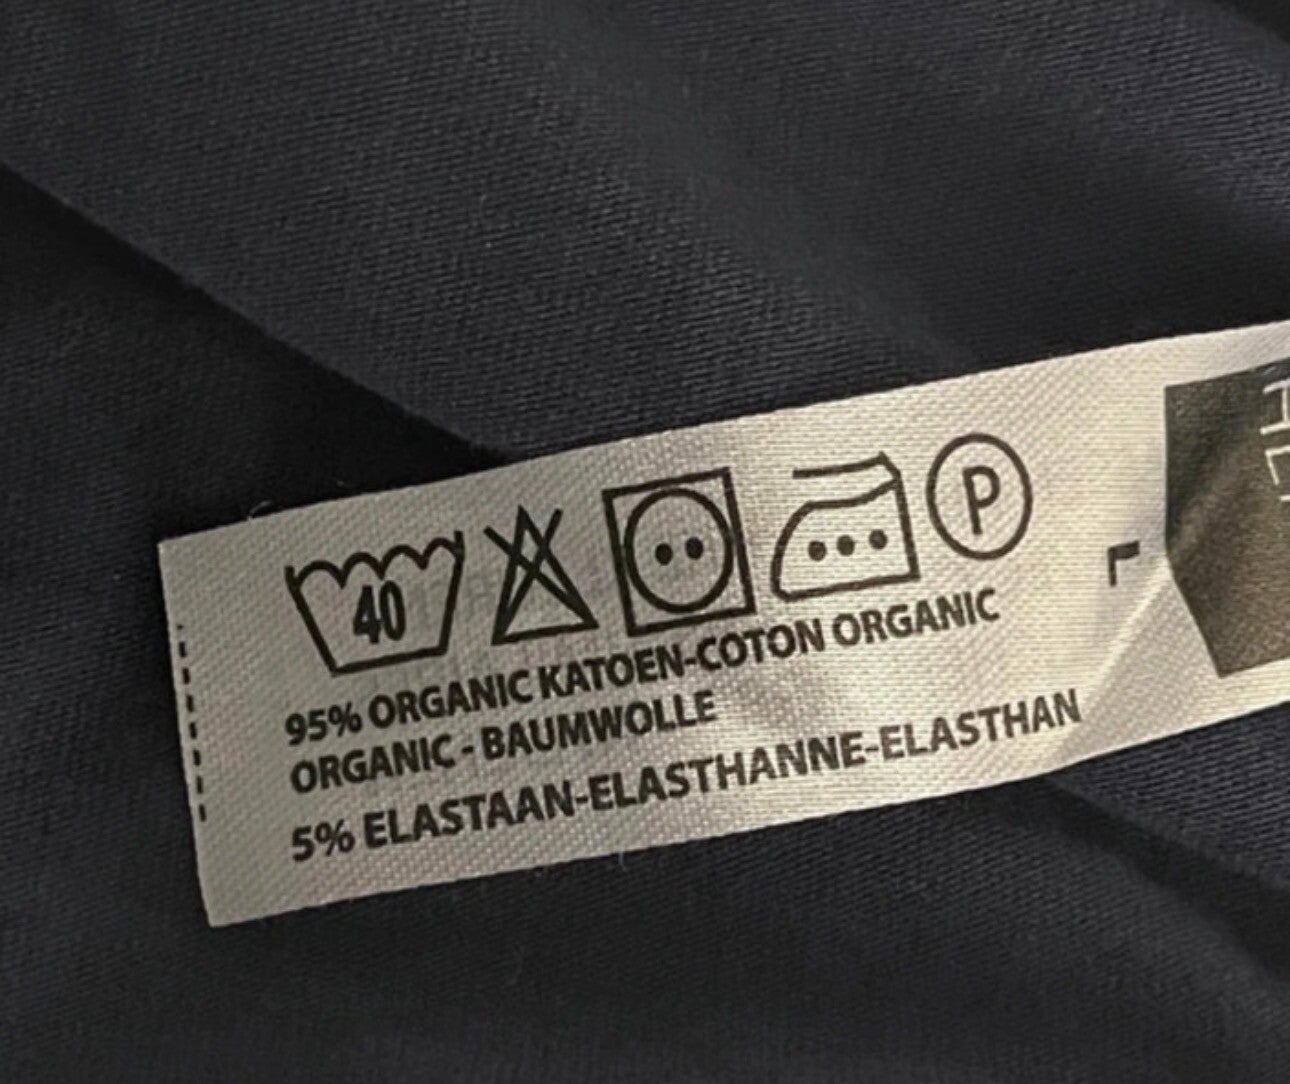 40
P
95% ORGANIC KATOEN-COTON ORGANIC
ORGANIC - BAUMWOLLE
5% ELASTAAN-ELASTHANNE-ELASTHAN